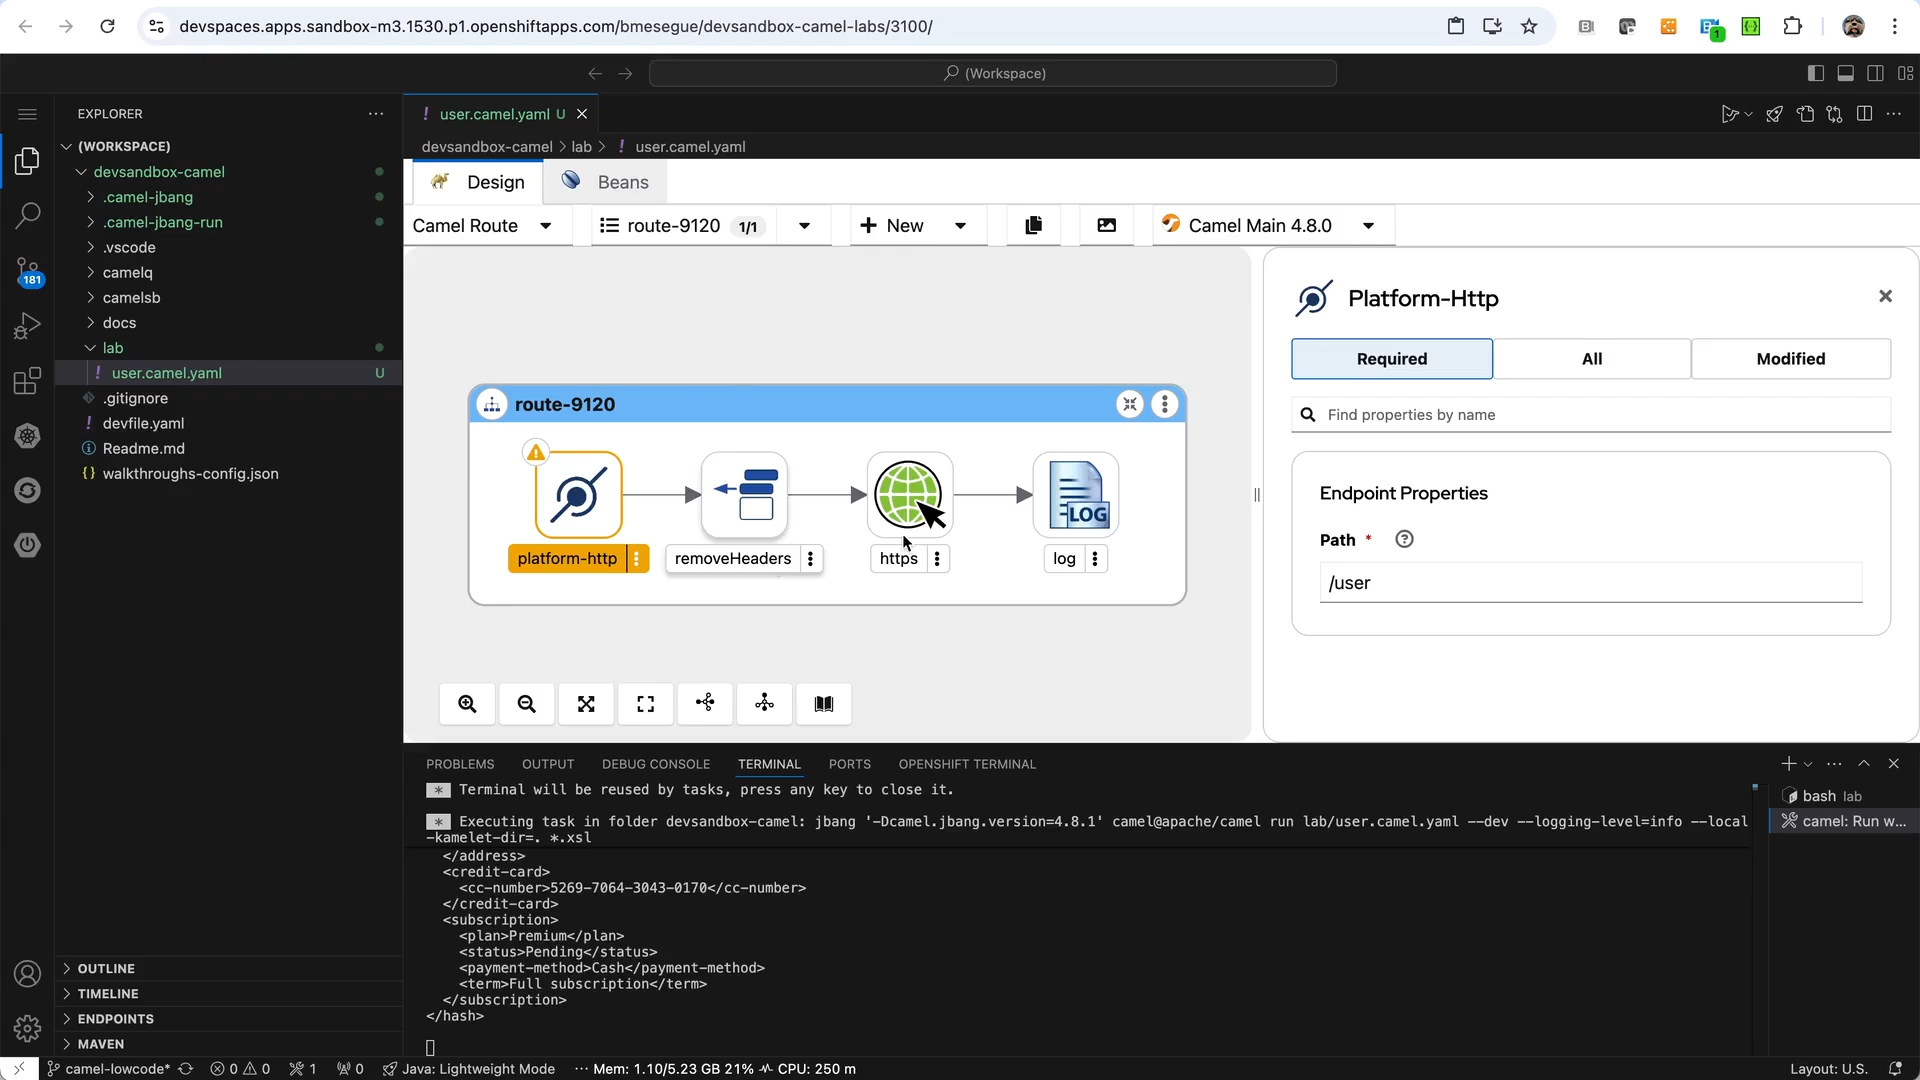 devspaces.apps.sandbox-m3.1530.p1.openshiftapps.com/bmesegue/devsandbox-camel-labs/3100/
1
(Workspace)
EXPLORER
(WORKSPACE)
devsandbox-camel
.camel-jbang
.camel-jbang-run
.vscode
camelq
camelsb
docs
lab
! user.camel.yaml U
.gitignore
! devfile.yaml
Readme.md
{} walkthroughs-config.json
181
OUTLINE
TIMELINE
ENDPOINTS
MAVEN
! user.camel.yaml U
devsandbox-camel > lab > ! user.camel.yaml
Design
Beans
Camel Route
route-9120 1/1
New
Camel Main 4.8.0
route-9120
LOG
platform-http
removeHeaders
https
log
Platform-Http
Required
All
Modified
Find properties by name
Endpoint Properties
Path *
/user
PROBLEMS OUTPUT DEBUG CONSOLE TERMINAL PORTS OPENSHIFT TERMINAL
* Terminal will be reused by tasks, press any key to close it.
* Executing task in folder devsandbox-camel: jbang '-Dcamel.jbang.version=4.8.1' camel@apache/camel run lab/user.camel.yaml --dev --logging-level=info --local
-kamelet-dir=. *.xsl
</address>
<credit-card>
<cc-number>5269-7064-3043-0170</cc-number>
</credit-card>
<subscription>
<plan>Premium</plan>
<status>Pending</status>
<payment-method>Cash</payment-method>
<term>Full subscription</term>
</subscription>
</hash>
bash lab
camel: Run w...
camel-lowcode* 0 0 1 0 Java: Lightweight Mode Mem: 1.10/5.23 GB 21% CPU: 250 m Layout: U.S.